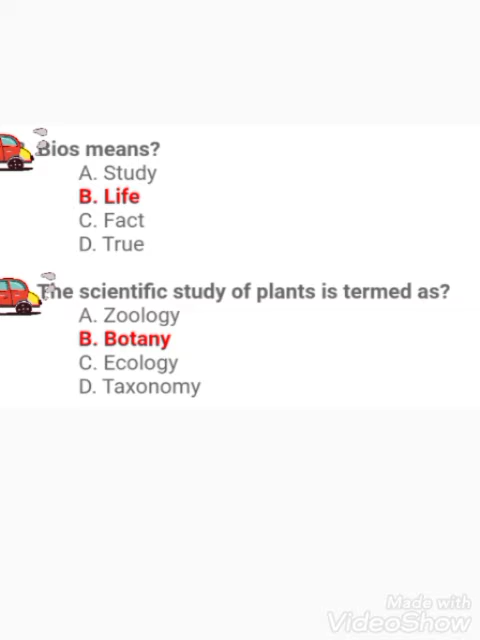 Bios means?
A. Study
B. Life
C. Fact
D. True
The scientific study of plants is termed as?
A. Zoology
B. Botany
C. Ecology
D. Taxonomy
Made with
VideoShow